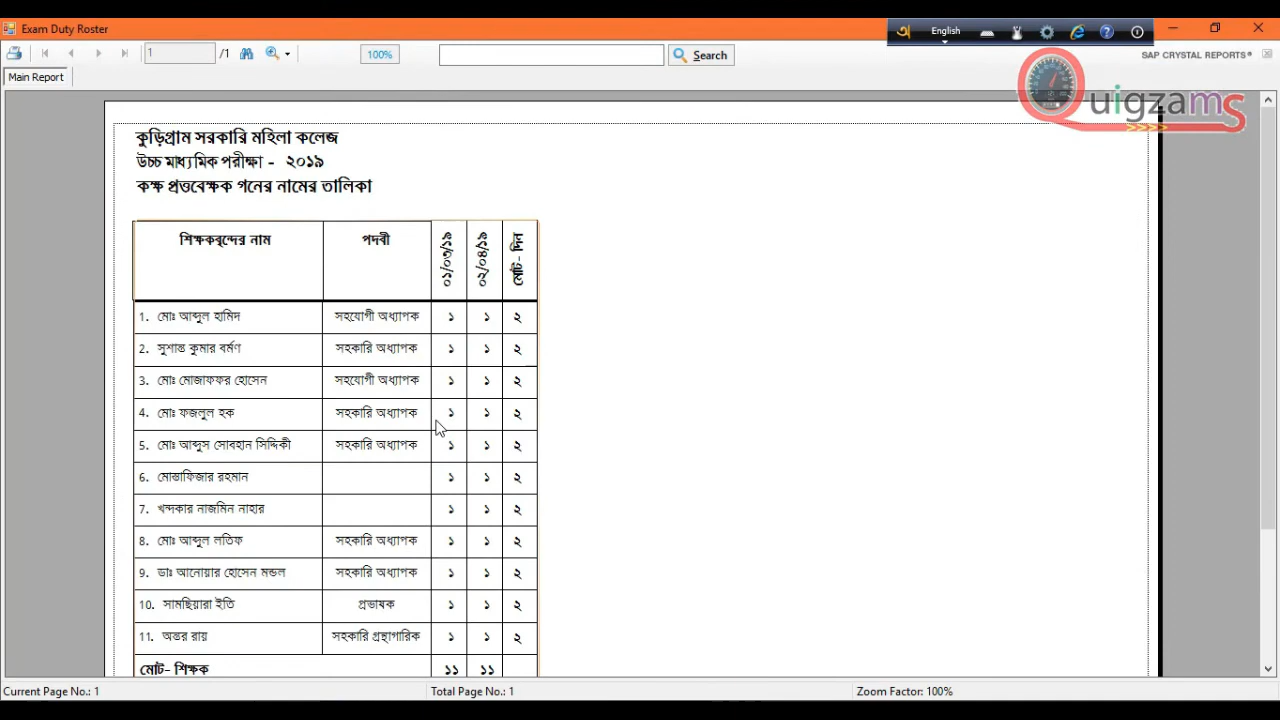 Exam Duty Roster
English
1 /1 100% Search SAP CRYSTAL REPORTS®
Main Report
Quigzams
কুড়িগ্রাম সরকারি মহিলা কলেজ
উচ্চ মাধ্যমিক পরীক্ষা - ২০১৯
কক্ষ প্রত্তবেক্ষক গনের নামের তালিকা
শিক্ষকবৃন্দের নাম পদবী ০১/০৩/১৯ ০২/০৪/১৯ মোট - দিন
1. মোঃ আব্দুল হামিদ সহযোগী অধ্যাপক ১ ১ ২
2. সুশান্ত কুমার বর্মণ সহকারি অধ্যাপক ১ ১ ২
3. মোঃ মোজাফফর হোসেন সহযোগী অধ্যাপক ১ ১ ২
4. মোঃ ফজলুল হক সহকারি অধ্যাপক ১ ১ ২
5. মোঃ আব্দুস সোবহান সিদ্দিকী সহকারি অধ্যাপক ১ ১ ২
6. মোস্তাফিজার রহমান ১ ১ ২
7. খন্দকার নাজমিন নাহার ১ ১ ২
8. মোঃ আব্দুল লতিফ সহকারি অধ্যাপক ১ ১ ২
9. ডাঃ আনোয়ার হোসেন মন্ডল সহকারি অধ্যাপক ১ ১ ২
10. সামছিয়ারা ইতি প্রভাষক ১ ১ ২
11. অন্তর রায় সহকারি গ্রন্থাগারিক ১ ১ ২
মোট- শিক্ষক ১১ ১১
Current Page No.: 1 Total Page No.: 1 Zoom Factor: 100%